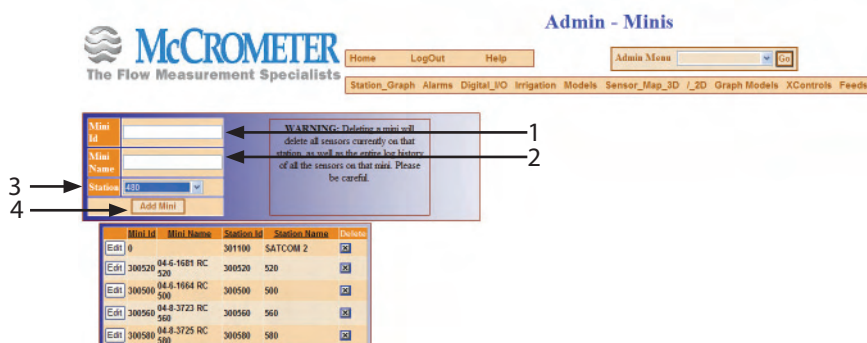 Admin - Minis
McCROMETER
The Flow Measurement Specialists
Home LogOut Help
Admin Menu Go
Station_Graph Alarms Digital_I/O Irrigation Models Sensor_Map_3D /_2D Graph Models XControls Feeds
Mini Id
1
WARNING: Deleting a mini will
delete all sensors currently on that
station, as well as the entire log history
of all the sensors on that mini. Please
be careful.
Mini Name
2
3
Station 480
4
Add Mini
Mini Id Mini Name Station Id Station Name Delete
Edit 0 301100 SATCOM 2
Edit 300520 04-6-1681 RC 520 300520 520
Edit 300500 04-6-1664 RC 500 300500 500
Edit 300560 04-8-3723 RC 560 300560 560
Edit 300580 04-8-3725 RC 580 300580 580